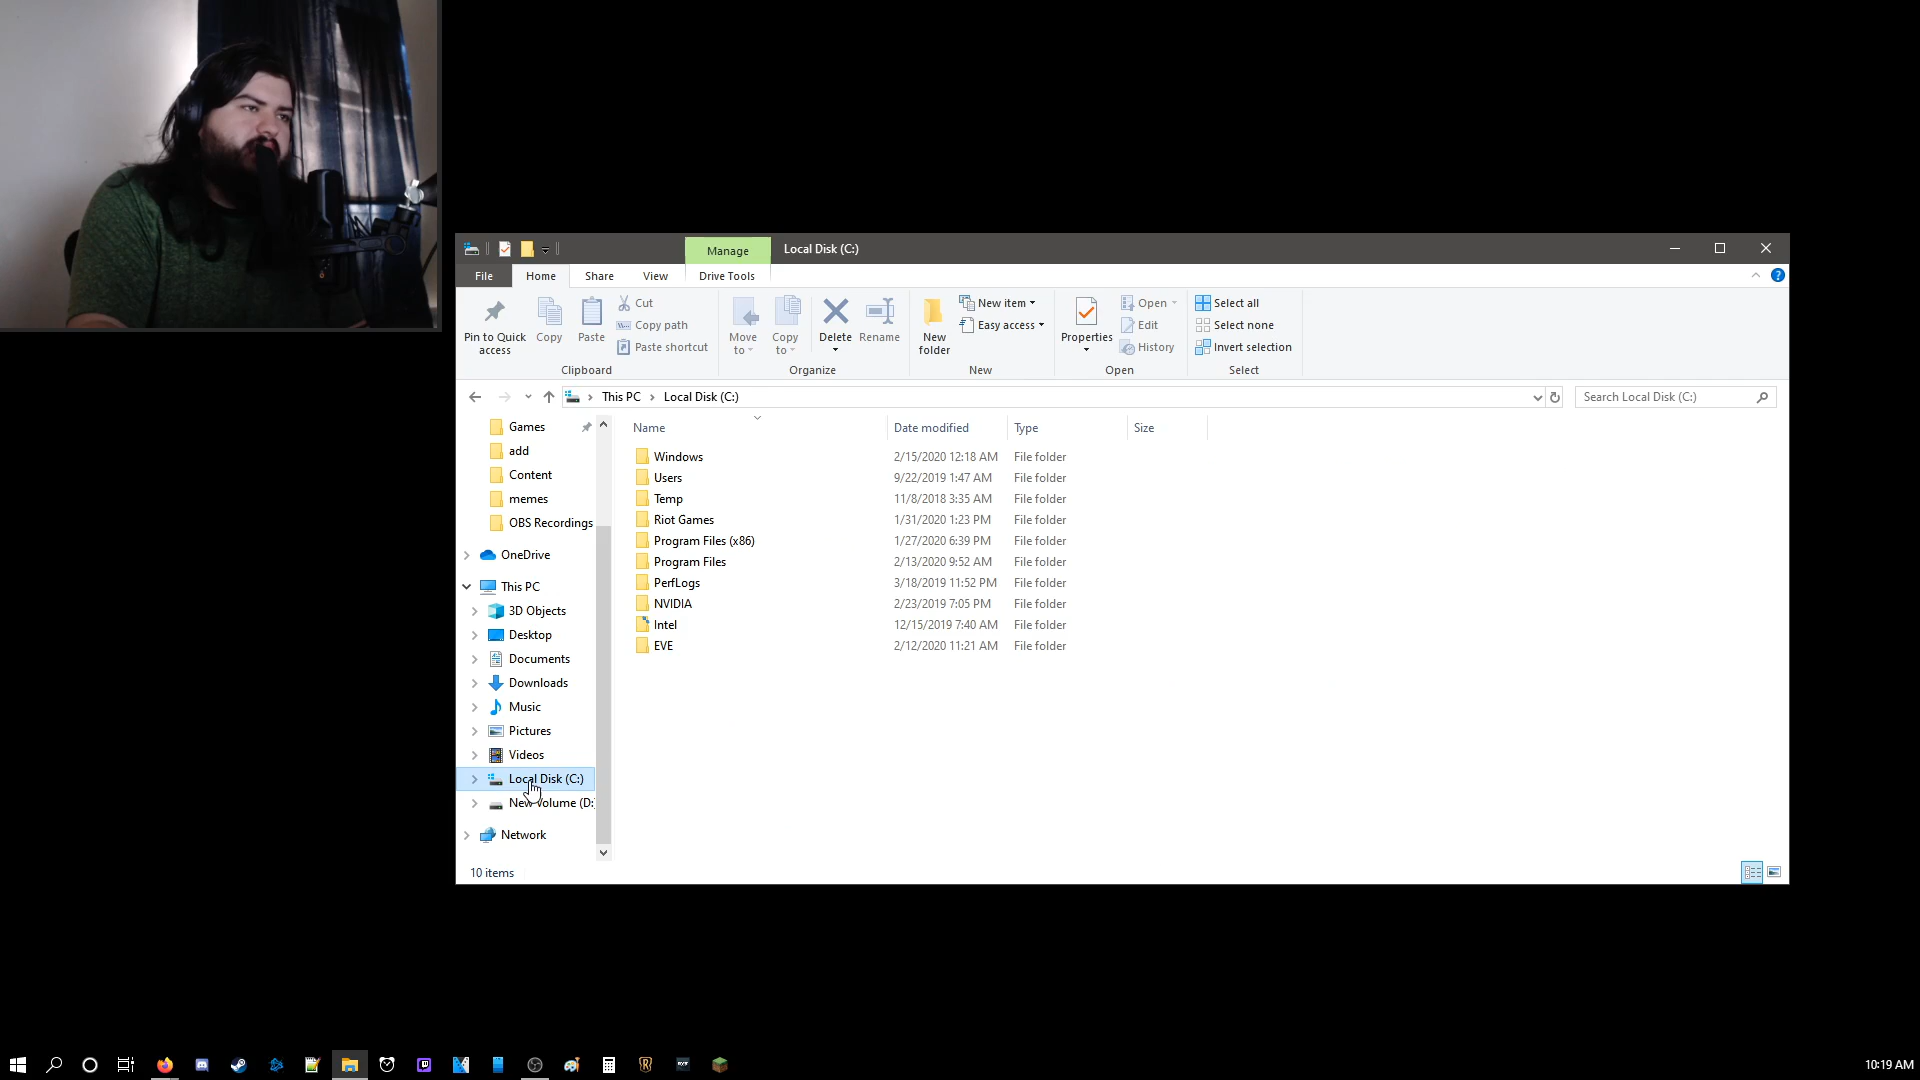 Manage
Local Disk (C:)
File
Home
Share
View
Drive Tools
Pin to Quick access
Copy
Paste
Cut
Copy path
Paste shortcut
Clipboard
Move to
Copy to
Delete
Rename
Organize
New folder
New item
Easy access
New
Properties
Open
Edit
History
Open
Select all
Select none
Invert selection
Select
This PC > Local Disk (C:)
Search Local Disk (C:)
Games
add
Content
memes
OBS Recordings
OneDrive
This PC
3D Objects
Desktop
Documents
Downloads
Music
Pictures
Videos
Local Disk (C:)
New Volume (D:
Network
Name Date modified Type Size
Windows 2/15/2020 12:18 AM File folder
Users 9/22/2019 1:47 AM File folder
Temp 11/8/2018 3:35 AM File folder
Riot Games 1/31/2020 1:23 PM File folder
Program Files (x86) 1/27/2020 6:39 PM File folder
Program Files 2/13/2020 9:52 AM File folder
PerfLogs 3/18/2019 11:52 PM File folder
NVIDIA 2/23/2019 7:05 PM File folder
Intel 12/15/2019 7:40 AM File folder
EVE 2/12/2020 11:21 AM File folder
10 items
10:19 AM